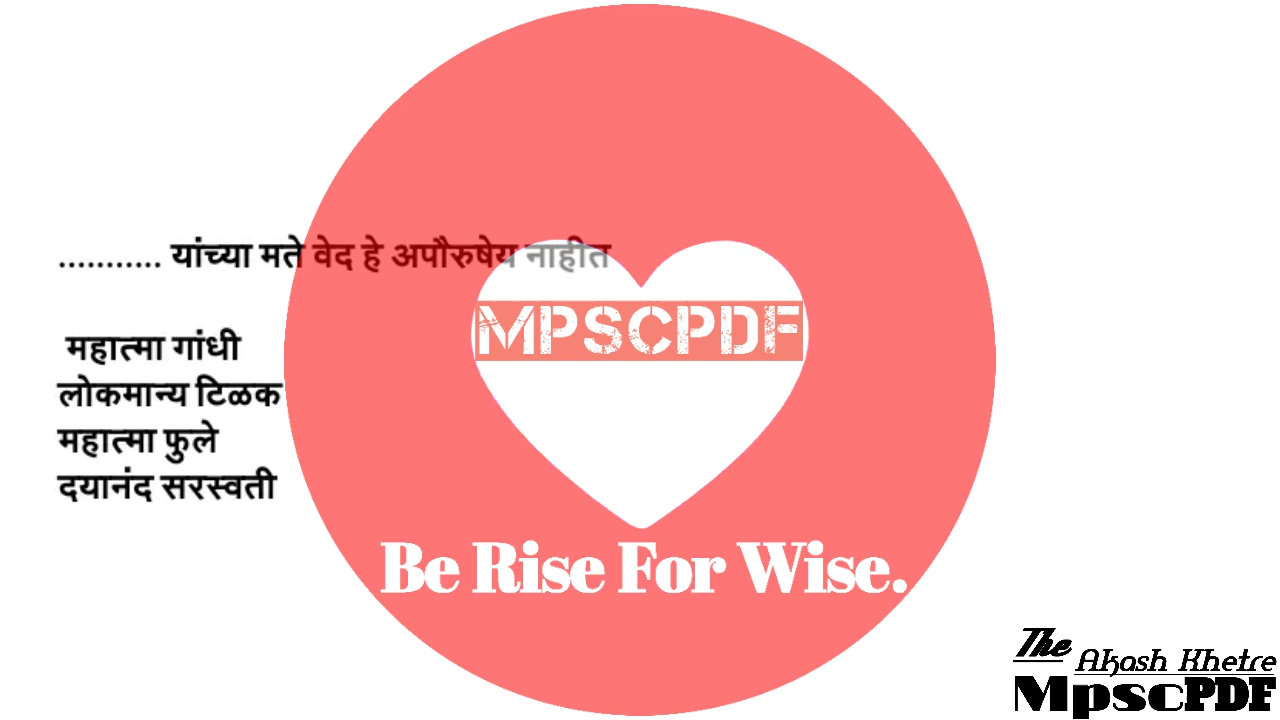 ........... यांच्या मते वेद हे अपौरुषेय नाहीत
महात्मा गांधी
लोकमान्य टिळक
महात्मा फुले
दयानंद सरस्वती
MPSCPDF
Be Rise For Wise.
The Akash Khetre
MpscPDF